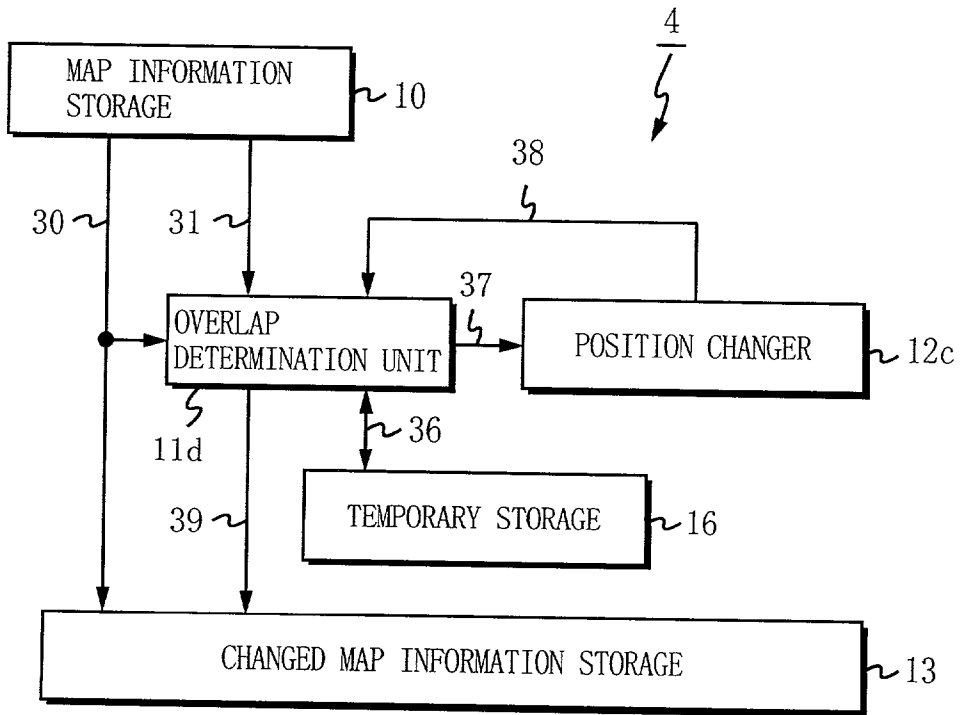 4
MAP INFORMATION
STORAGE
10
38
30
31
37
OVERLAP
DETERMINATION UNIT
POSITION CHANGER
12c
11d
36
39
TEMPORARY STORAGE
16
CHANGED MAP INFORMATION STORAGE
13